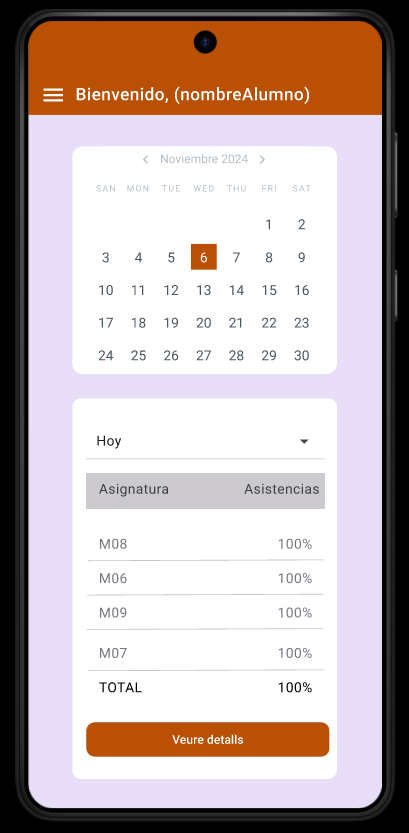 Bienvenido, (nombreAlumno)
Noviembre 2024
SAN MON TUE WED THU FRI SAT
1 2
3 4 5 6 7 8 9
10 11 12 13 14 15 16
17 18 19 20 21 22 23
24 25 26 27 28 29 30
Hoy
Asignatura Asistencias
M08 100%
M06 100%
M09 100%
M07 100%
TOTAL 100%
Veure detalls